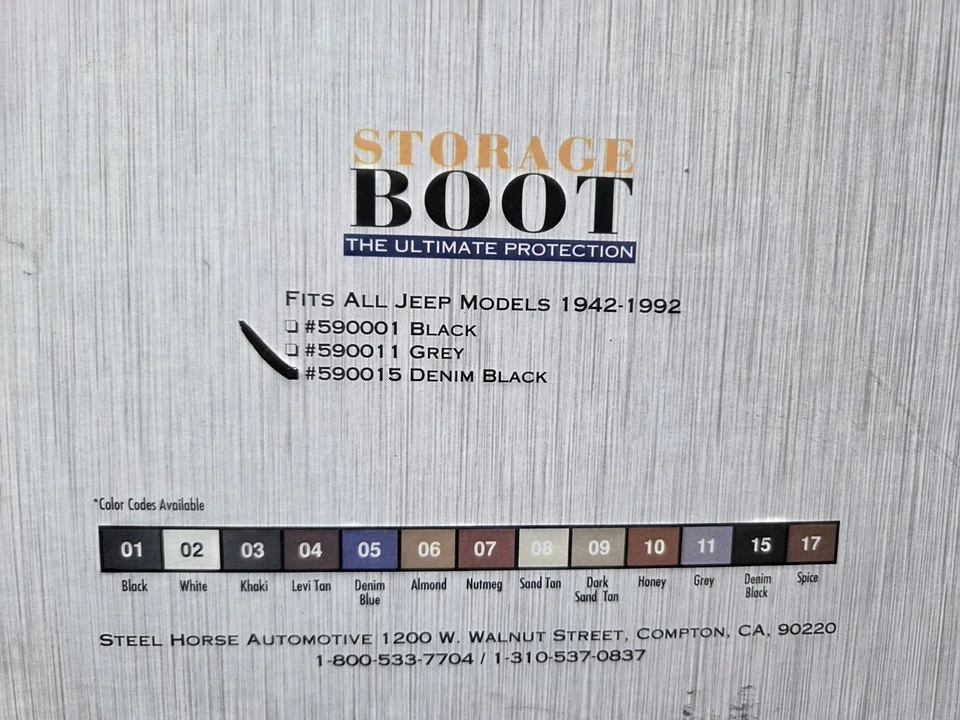 STORAGE
BOOT
THE ULTIMATE PROTECTION
FITS ALL JEEP MODELS 1942-1992
#590001 BLACK
#590011 GREY
#590015 DENIM BLACK
*Color Codes Available
01 02 03 04 05 06 07 08 09 10 11 15 17
Black White Khaki Levi Tan Denim Blue Almond Nutmeg Sand Tan Dark Sand Tan Honey Grey Denim Black Spice
STEEL HORSE AUTOMOTIVE 1200 W. WALNUT STREET, COMPTON, CA, 90220
1-800-533-7704 / 1-310-537-0837